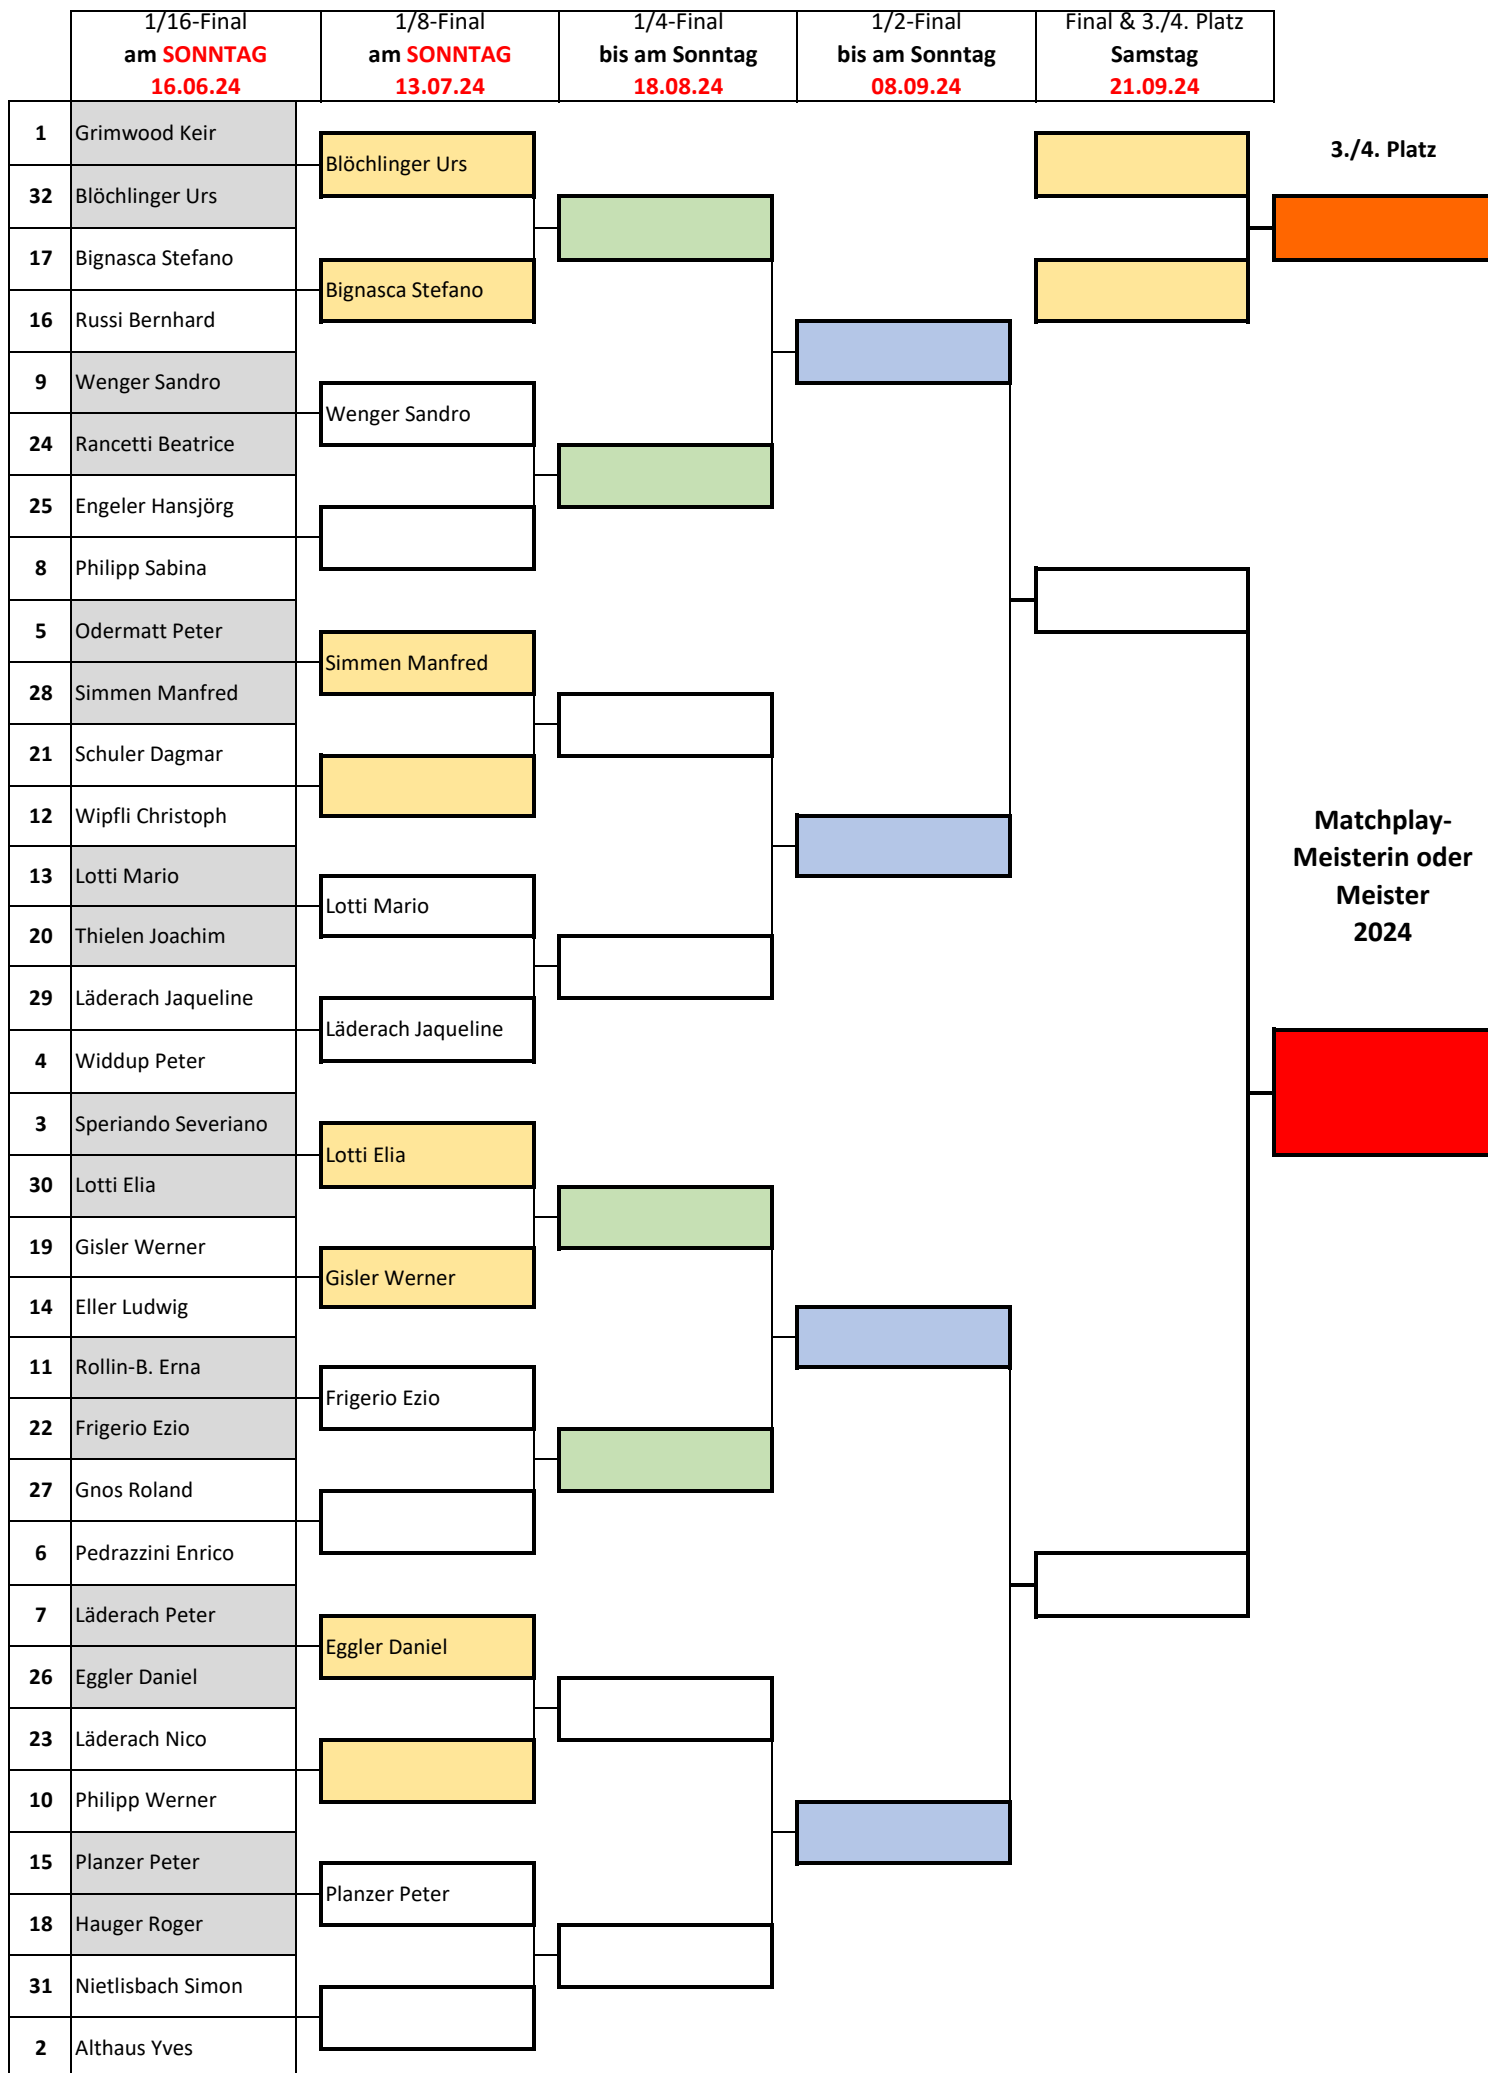 1/16-Final
am SONNTAG
16.06.24
1/8-Final
am SONNTAG
13.07.24
1/4-Final
bis am Sonntag
18.08.24
1/2-Final
bis am Sonntag
08.09.24
Final & 3./4. Platz
Samstag
21.09.24
1 Grimwood Keir
32 Blöchlinger Urs
17 Bignasca Stefano
16 Russi Bernhard
9 Wenger Sandro
24 Rancetti Beatrice
25 Engeler Hansjörg
8 Philipp Sabina
5 Odermatt Peter
28 Simmen Manfred
21 Schuler Dagmar
12 Wipfli Christoph
13 Lotti Mario
20 Thielen Joachim
29 Läderach Jaqueline
4 Widdup Peter
3 Speriando Severiano
30 Lotti Elia
19 Gisler Werner
14 Eller Ludwig
11 Rollin-B. Erna
22 Frigerio Ezio
27 Gnos Roland
6 Pedrazzini Enrico
7 Läderach Peter
26 Eggler Daniel
23 Läderach Nico
10 Philipp Werner
15 Planzer Peter
18 Hauger Roger
31 Nietlisbach Simon
2 Althaus Yves
Blöchlinger Urs
Bignasca Stefano
Wenger Sandro
Simmen Manfred
Lotti Mario
Läderach Jaqueline
Lotti Elia
Gisler Werner
Frigerio Ezio
Eggler Daniel
Planzer Peter
3./4. Platz
Matchplay-
Meisterin oder
Meister
2024